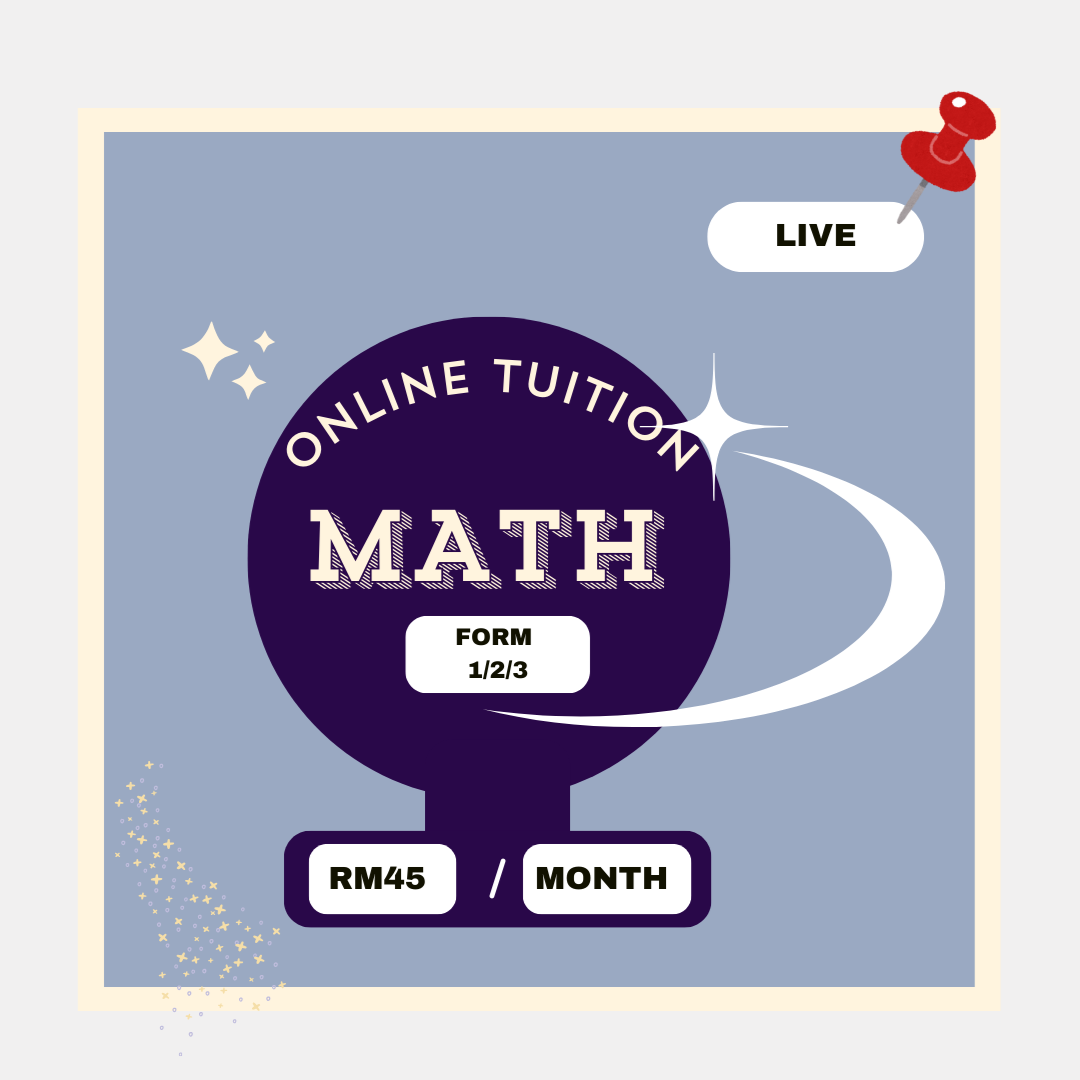 LIVE
ONLINE TUITION
MATH
FORM
1/2/3
RM45 / MONTH